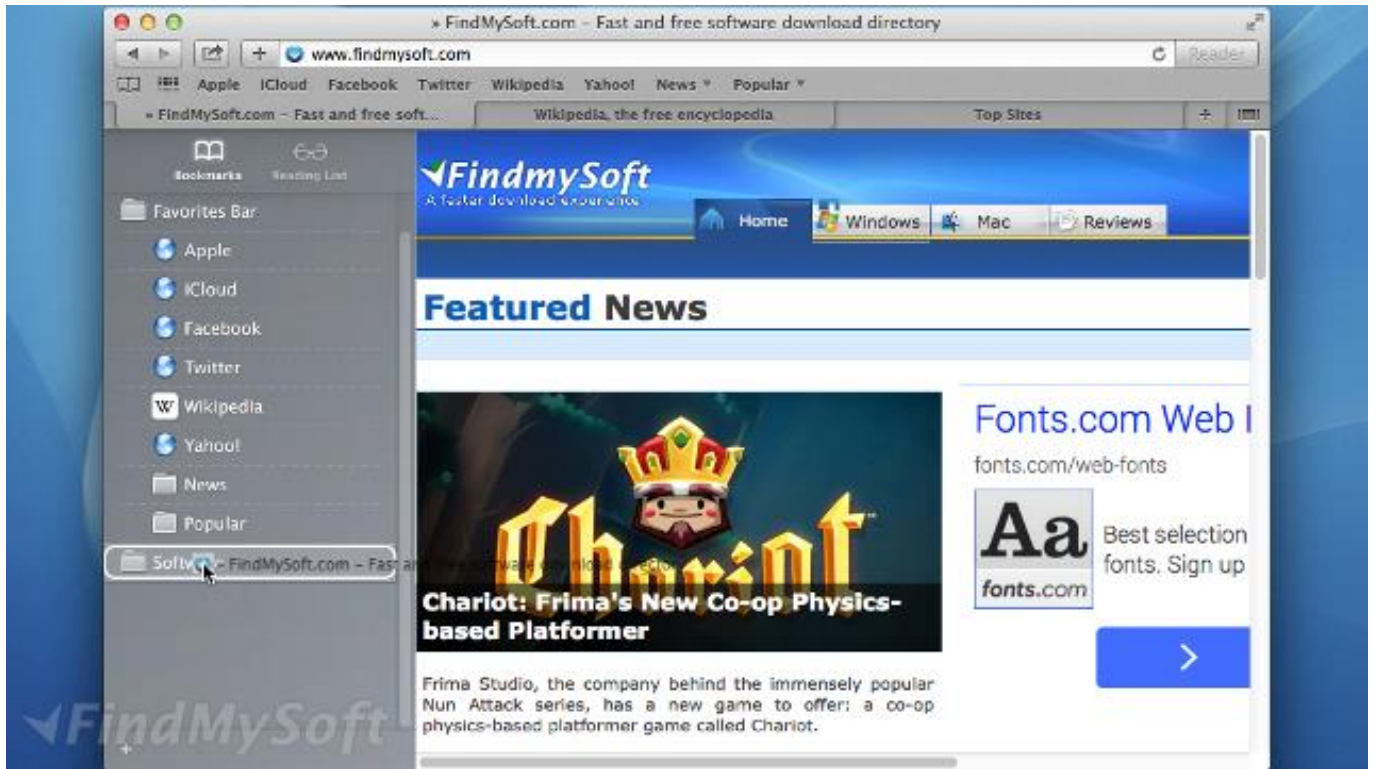 » FindMySoft.com – Fast and free software download directory
www.findmysoft.com
Reader
Apple iCloud Facebook Twitter Wikipedia Yahoo! News Popular
» FindMySoft.com – Fast and free soft... Wikipedia, the free encyclopedia Top Sites
Bookmarks Reading List
Favorites Bar
Apple
iCloud
Facebook
Twitter
W Wikipedia
Yahoo!
News
Popular
– FindMySoft.com – Fast and free software download
FindmySoft
A faster download experience
Home Windows Mac Reviews
Featured News
Chariot
Chariot: Frima's New Co-op Physics-
based Platformer
Frima Studio, the company behind the immensely popular
Nun Attack series, has a new game to offer: a co-op
physics-based platformer game called Chariot.
Fonts.com Web
fonts.com/web-fonts
Aa
fonts.com
Best selection
fonts. Sign up
FindMySoft